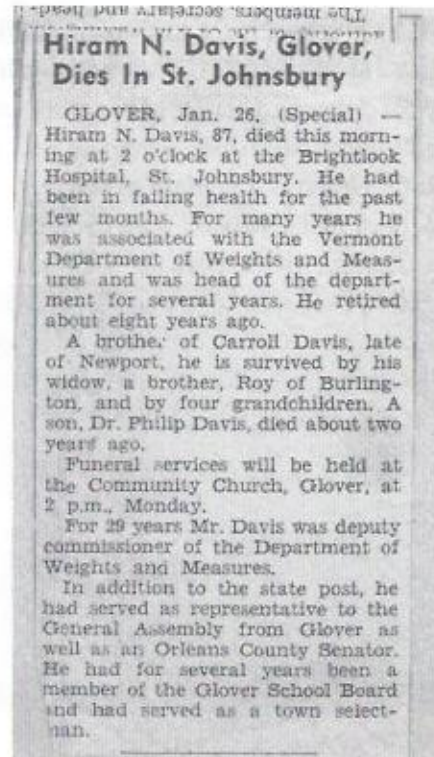 The members, secretary and heads
Hiram N. Davis, Glover,
Dies In St. Johnsbury
GLOVER, Jan. 26, (Special) —
Hiram N. Davis, 87, died this morn-
ing at 2 o'clock at the Brightlook
Hospital, St. Johnsbury. He had
been in failing health for the past
few months. For many years he
was associated with the Vermont
Department of Weights and Meas-
ures and was head of the depart-
ment for several years. He retired
about eight years ago.
A brother of Carroll Davis, late
of Newport, he is survived by his
widow, a brother, Roy of Burling-
ton, and by four grandchildren. A
son, Dr. Philip Davis, died about two
years ago.
Funeral services will be held at
the Community Church, Glover, at
2 p.m., Monday.
For 29 years Mr. Davis was deputy
commissioner of the Department of
Weights and Measures.
In addition to the state post, he
had served as representative to the
General Assembly from Glover as
well as an Orleans County Senator.
He had for several years been a
member of the Glover School Board
and had served as a town select-
man.